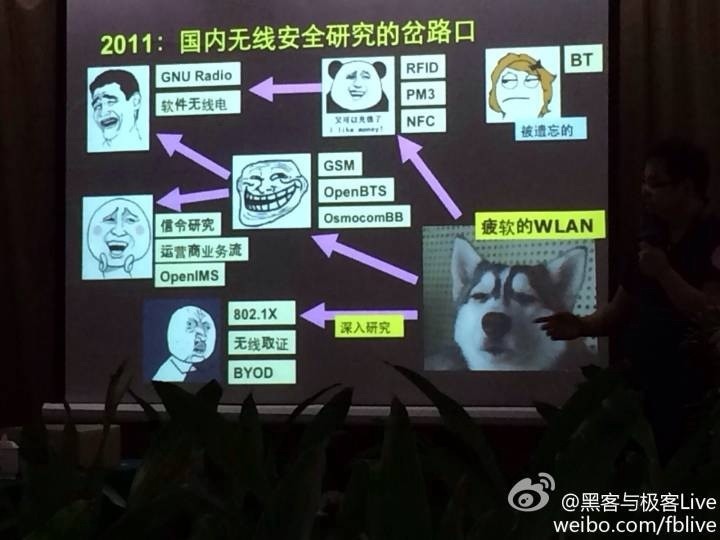 2011：国内无线安全研究的岔路口
GNU Radio
软件无线电
又可以充值了
I like money!
RFID
PM3
NFC
BT
被遗忘的
GSM
OpenBTS
OsmocomBB
信令研究
运营商业务流
OpenIMS
疲软的WLAN
802.1X
无线取证
BYOD
深入研究
@黑客与极客Live
weibo.com/fblive